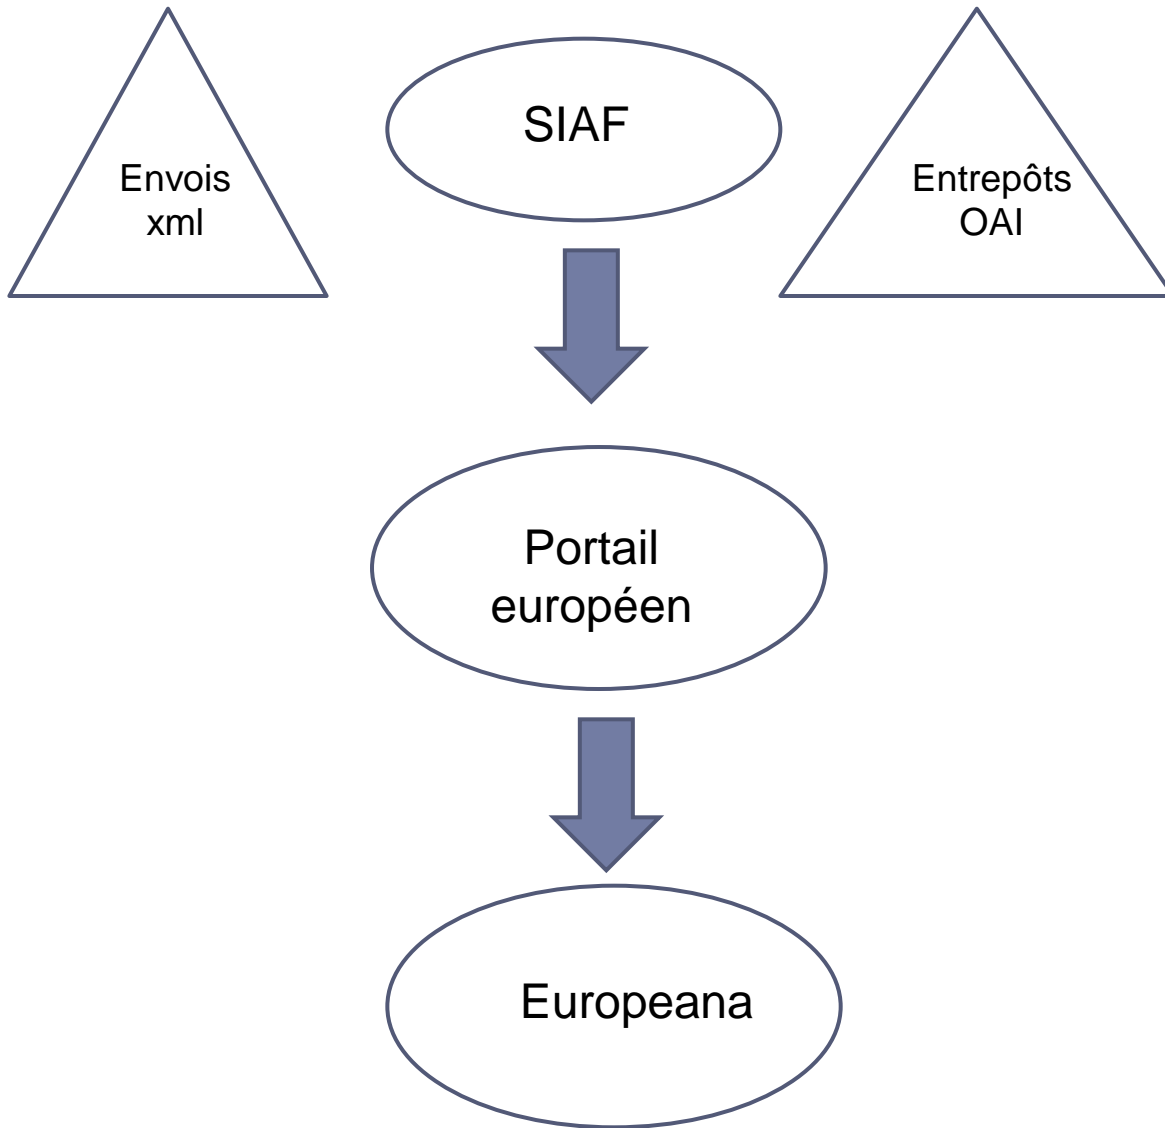 Envois
xml
SIAF
Entrepôts
OAI
Portail
européen
Europeana